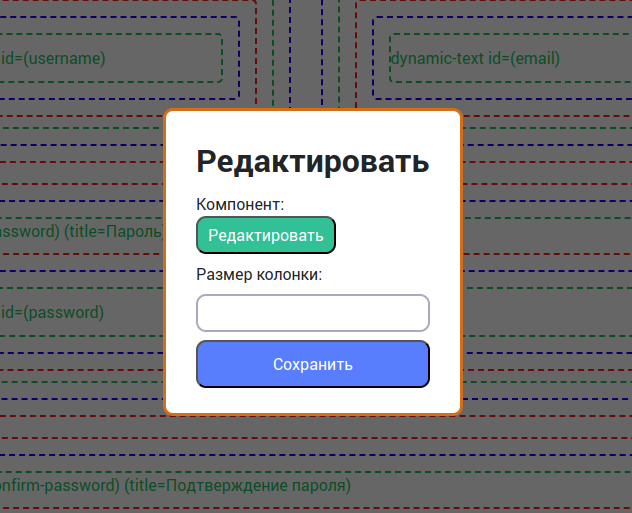 id=(username)
dynamic-text id=(email)
Редактировать
Компонент:
Редактировать
assword) (title=Пароль)
Размер колонки:
id=(password)
Сохранить
nfirm-password) (title=Подтверждение пароля)